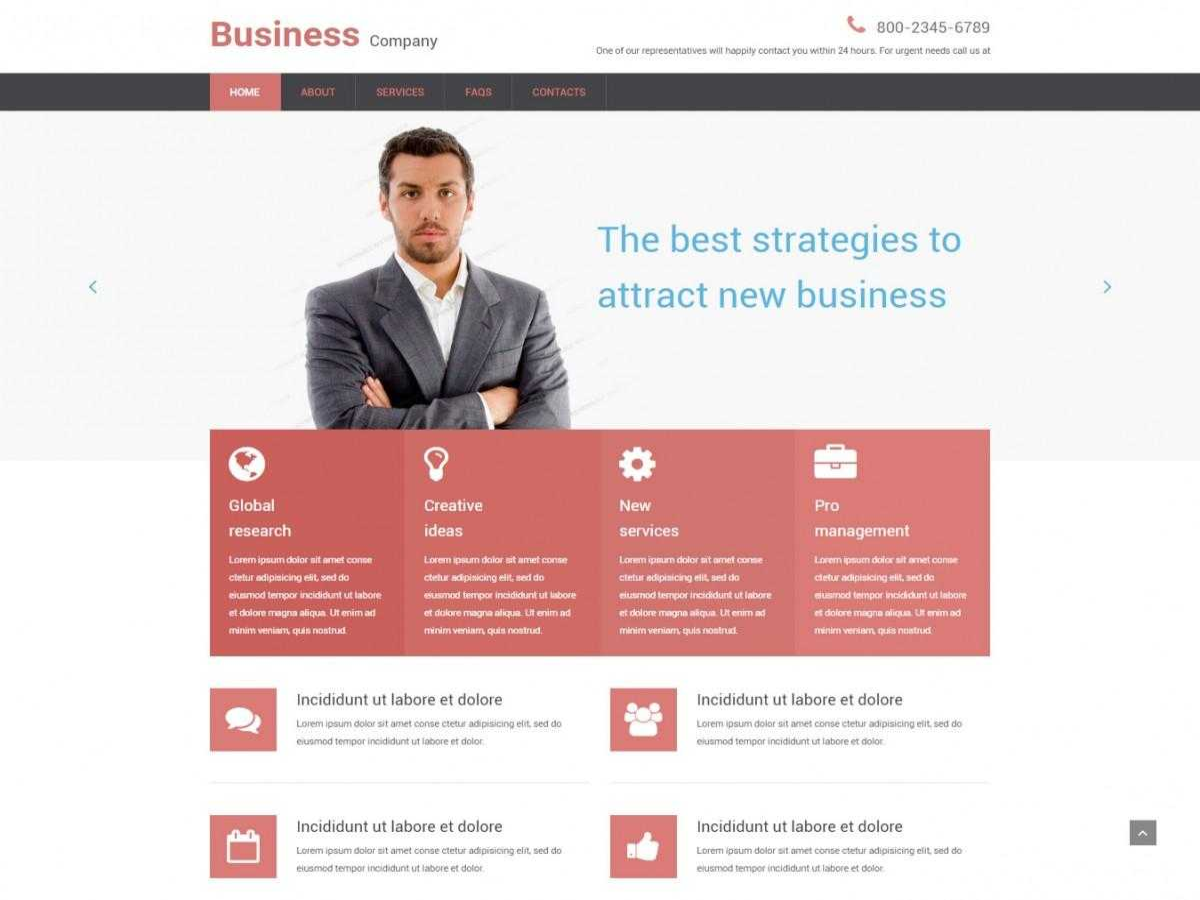 Business Company
800-2345-6789
One of our representatives will happily contact you within 24 hours. For urgent needs call us at
HOME ABOUT SERVICES FAQS CONTACTS
The best strategies to
attract new business
Global
research
Lorem ipsum dolor sit amet conse
ctetur adipisicing elit, sed do
eiusmod tempor incididunt ut labore
et dolore magna aliqua. Ut enim ad
minim veniam, quis nostrud.
Creative
ideas
Lorem ipsum dolor sit amet conse
ctetur adipisicing elit, sed do
eiusmod tempor incididunt ut labore
et dolore magna aliqua. Ut enim ad
minim veniam, quis nostrud.
New
services
Lorem ipsum dolor sit amet conse
ctetur adipisicing elit, sed do
eiusmod tempor incididunt ut labore
et dolore magna aliqua. Ut enim ad
minim veniam, quis nostrud.
Pro
management
Lorem ipsum dolor sit amet conse
ctetur adipisicing elit, sed do
eiusmod tempor incididunt ut labore
et dolore magna aliqua. Ut enim ad
minim veniam, quis nostrud.
Incididunt ut labore et dolore
Lorem ipsum dolor sit amet conse ctetur adipisicing elit, sed do
eiusmod tempor incididunt ut labore et dolor.
Incididunt ut labore et dolore
Lorem ipsum dolor sit amet conse ctetur adipisicing elit, sed do
eiusmod tempor incididunt ut labore et dolor.
Incididunt ut labore et dolore
Lorem ipsum dolor sit amet conse ctetur adipisicing elit, sed do
eiusmod tempor incididunt ut labore et dolor.
Incididunt ut labore et dolore
Lorem ipsum dolor sit amet conse ctetur adipisicing elit, sed do
eiusmod tempor incididunt ut labore et dolor.